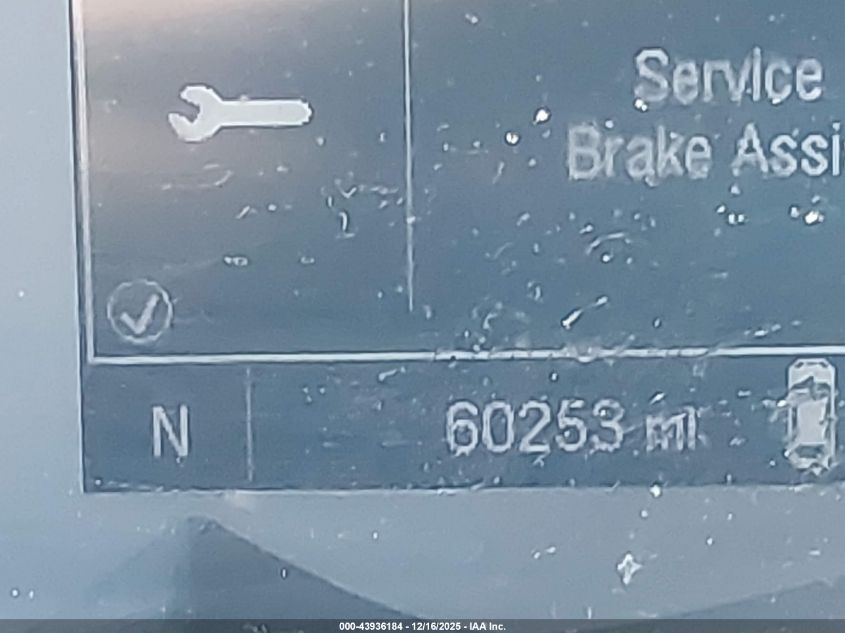 Service
Brake Assi
N
60253 mi
000-43936184 - 12/16/2025 - IAA Inc.